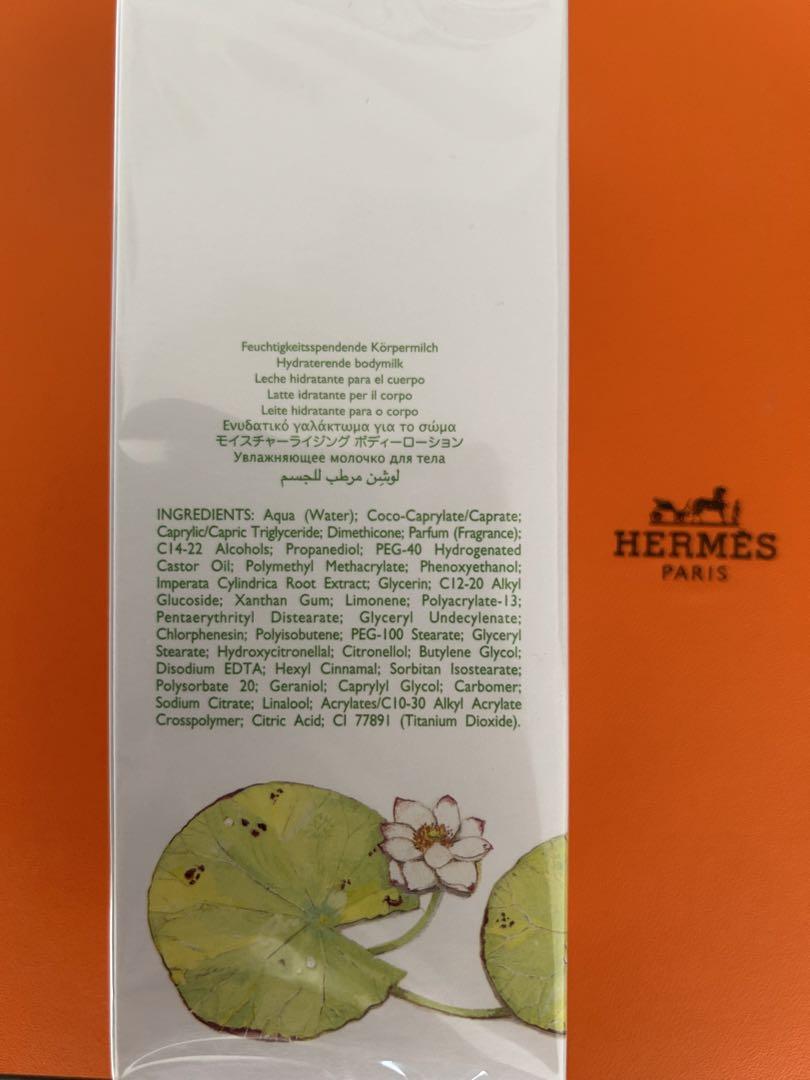 Feuchtigkeitsspendende Körpermilch
Hydraterende bodymilk
Leche hidratante para el cuerpo
Latte idratante per il corpo
Leite hidratante para o corpo
Ενυδατικό γαλάκτωμα για το σώμα
モイスチャーライジング ボディーローション
Увлажняющее молочко для тела
لوشِن مرطب للجسم
INGREDIENTS: Aqua (Water); Coco-Caprylate/Caprate;
Caprylic/Capric Triglyceride; Dimethicone; Parfum (Fragrance);
C14-22 Alcohols; Propanediol; PEG-40 Hydrogenated
Castor Oil; Polymethyl Methacrylate; Phenoxyethanol;
Imperata Cylindrica Root Extract; Glycerin; C12-20 Alkyl
Glucoside; Xanthan Gum; Limonene; Polyacrylate-13;
Pentaerythrityl Distearate; Glyceryl Undecylenate;
Chlorphenesin; Polyisobutene; PEG-100 Stearate; Glyceryl
Stearate; Hydroxycitronellal; Citronellol; Butylene Glycol;
Disodium EDTA; Hexyl Cinnamal; Sorbitan Isostearate;
Polysorbate 20; Geraniol; Caprylyl Glycol; Carbomer;
Sodium Citrate; Linalool; Acrylates/C10-30 Alkyl Acrylate
Crosspolymer; Citric Acid; CI 77891 (Titanium Dioxide).
HERMÈS
PARIS